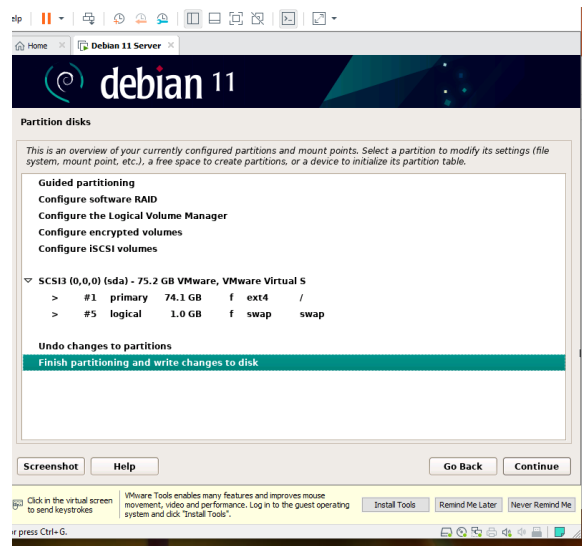 Home
Debian 11 Server
debian 11
Partition disks
This is an overview of your currently configured partitions and mount points. Select a partition to modify its settings (file
system, mount point, etc.), a free space to create partitions, or a device to initialize its partition table.
Guided partitioning
Configure software RAID
Configure the Logical Volume Manager
Configure encrypted volumes
Configure iSCSI volumes
SCSI3 (0,0,0) (sda) - 75.2 GB VMware, VMware Virtual S
> #1 primary 74.1 GB f ext4 /
> #5 logical 1.0 GB f swap swap
Undo changes to partitions
Finish partitioning and write changes to disk
Screenshot Help Go Back Continue
Click in the virtual screen
to send keystrokes
VMware Tools enables many features and improves mouse
movement, video and performance. Log in to the guest operating
system and click "Install Tools".
Install Tools Remind Me Later Never Remind Me
r press Ctrl+G.